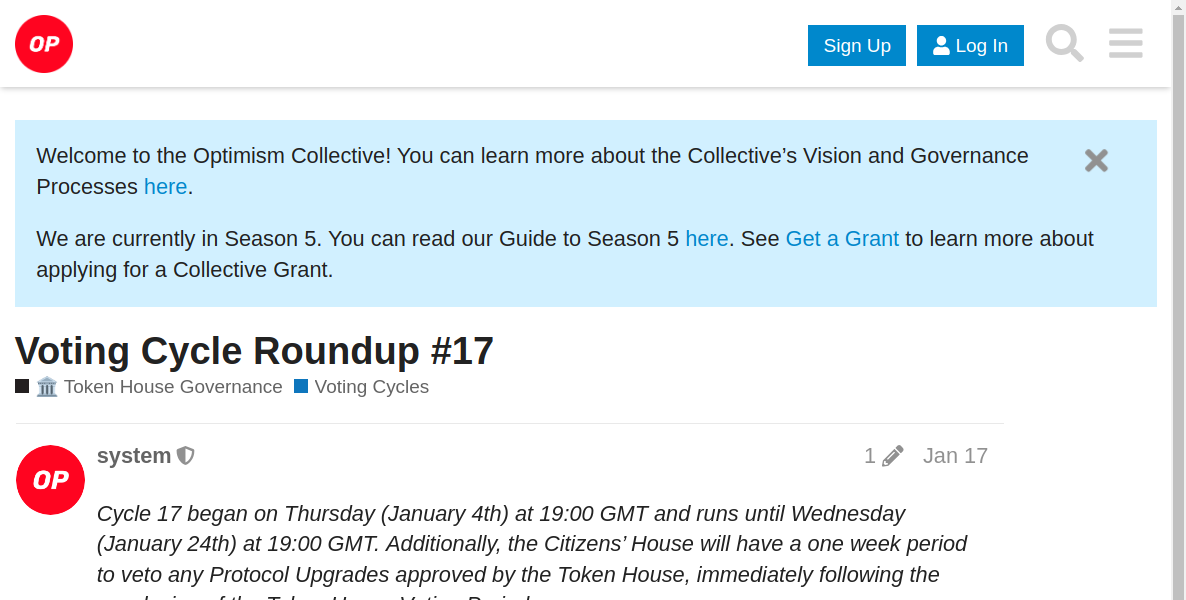 OP
Sign Up
Log In
Welcome to the Optimism Collective! You can learn more about the Collective’s Vision and Governance
Processes here.
We are currently in Season 5. You can read our Guide to Season 5 here. See Get a Grant to learn more about
applying for a Collective Grant.
Voting Cycle Roundup #17
Token House Governance Voting Cycles
OP
system
1
Jan 17
Cycle 17 began on Thursday (January 4th) at 19:00 GMT and runs until Wednesday
(January 24th) at 19:00 GMT. Additionally, the Citizens’ House will have a one week period
to veto any Protocol Upgrades approved by the Token House, immediately following the